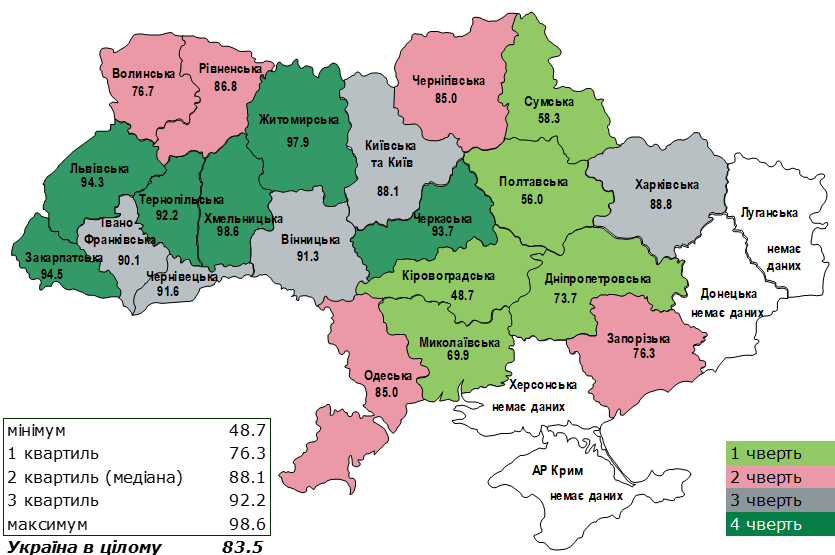 Волинська
76.7
Рівненська
86.8
Житомирська
97.9
Київська
та Київ
88.1
Чернігівська
85.0
Сумська
58.3
Львівська
94.3
Тернопільська
92.2
Хмельницька
98.6
Івано-
Франківська
90.1
Закарпатська
94.5
Чернівецька
91.6
Вінницька
91.3
Черкаська
93.7
Полтавська
56.0
Харківська
88.8
Луганська
немає
даних
Кіровоградська
48.7
Дніпропетровська
73.7
Донецька
немає даних
Запорізька
76.3
Миколаївська
69.9
Одеська
85.0
Херсонська
немає даних
АР Крим
немає даних
мінімум 48.7
1 квартиль 76.3
2 квартиль (медіана) 88.1
3 квартиль 92.2
максимум 98.6
Україна в цілому 83.5
1 чверть
2 чверть
3 чверть
4 чверть